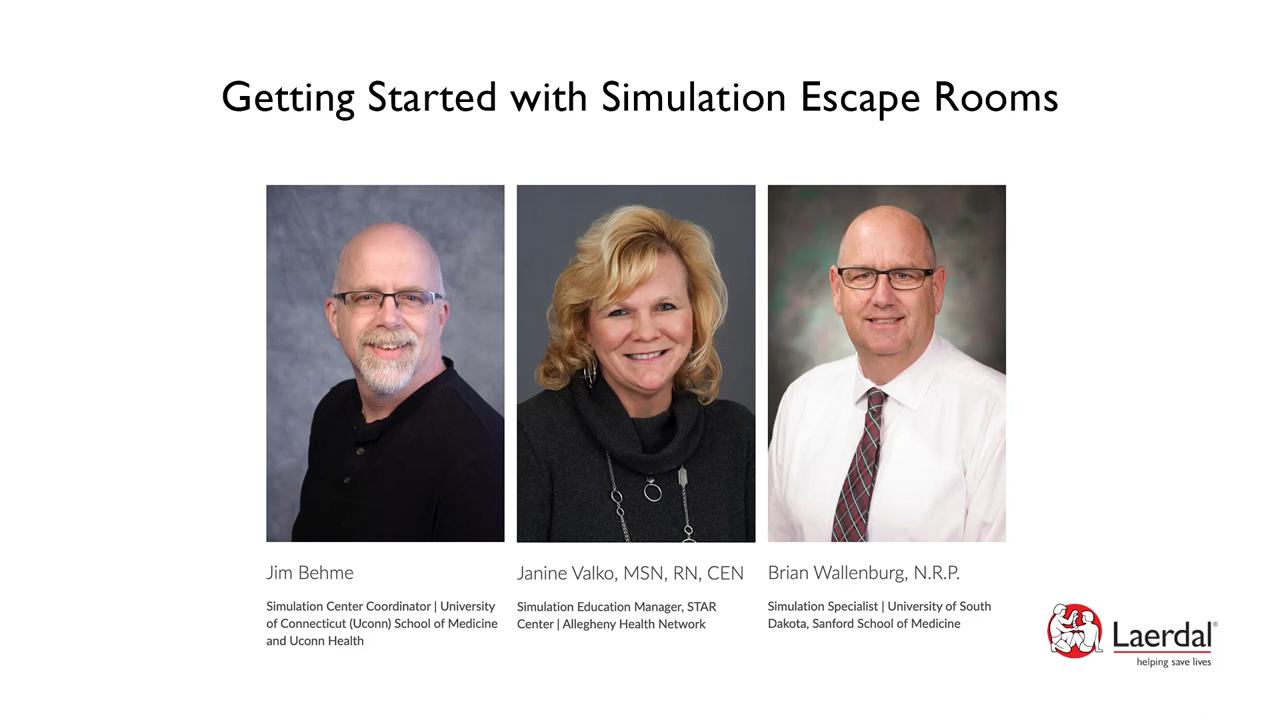 Getting Started with Simulation Escape Rooms
Jim Behme
Simulation Center Coordinator | University
of Connecticut (Uconn) School of Medicine
and Uconn Health
Janine Valko, MSN, RN, CEN
Simulation Education Manager, STAR
Center | Allegheny Health Network
Brian Wallenburg, N.R.P.
Simulation Specialist | University of South
Dakota, Sanford School of Medicine
Laerdal®
helping save lives